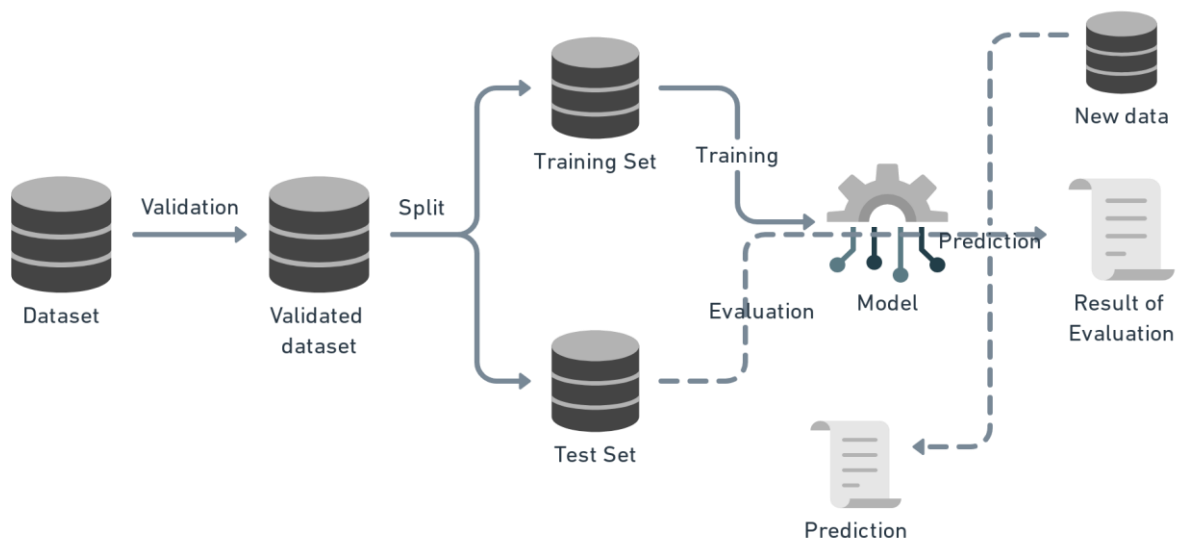 New data
Training Set
Training
Validation
Split
Prediction
Dataset
Validated
dataset
Evaluation
Model
Result of
Evaluation
Test Set
Prediction